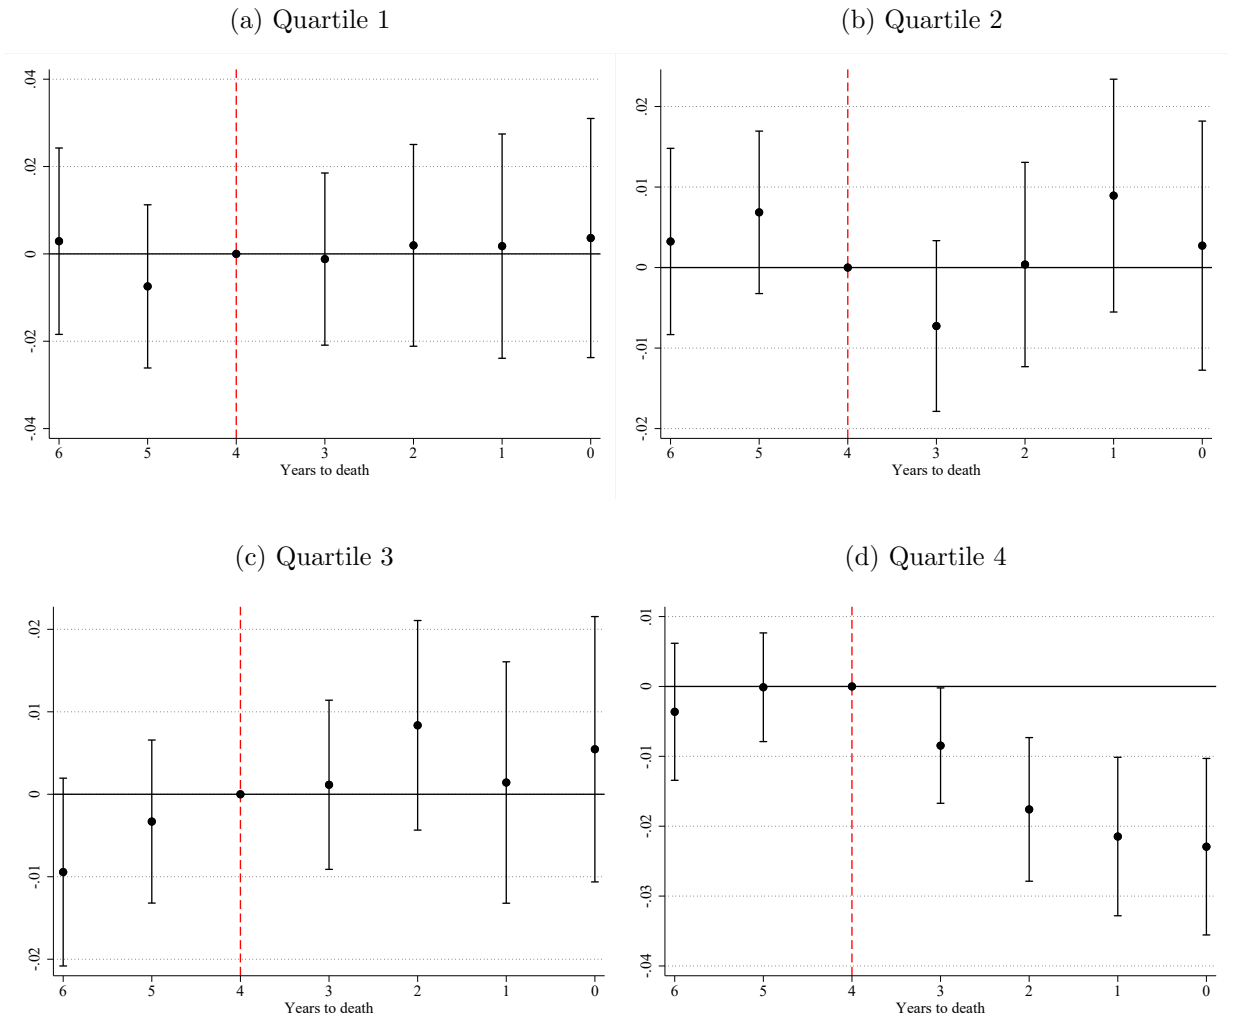 (a) Quartile 1
.04
.02
0
-.02
-.04
6 5 4 3 2 1 0
Years to death
(b) Quartile 2
.02
.01
0
-.01
-.02
6 5 4 3 2 1 0
Years to death
(c) Quartile 3
.02
.01
0
-.01
-.02
6 5 4 3 2 1 0
Years to death
(d) Quartile 4
.01
0
-.01
-.02
-.03
-.04
6 5 4 3 2 1 0
Years to death